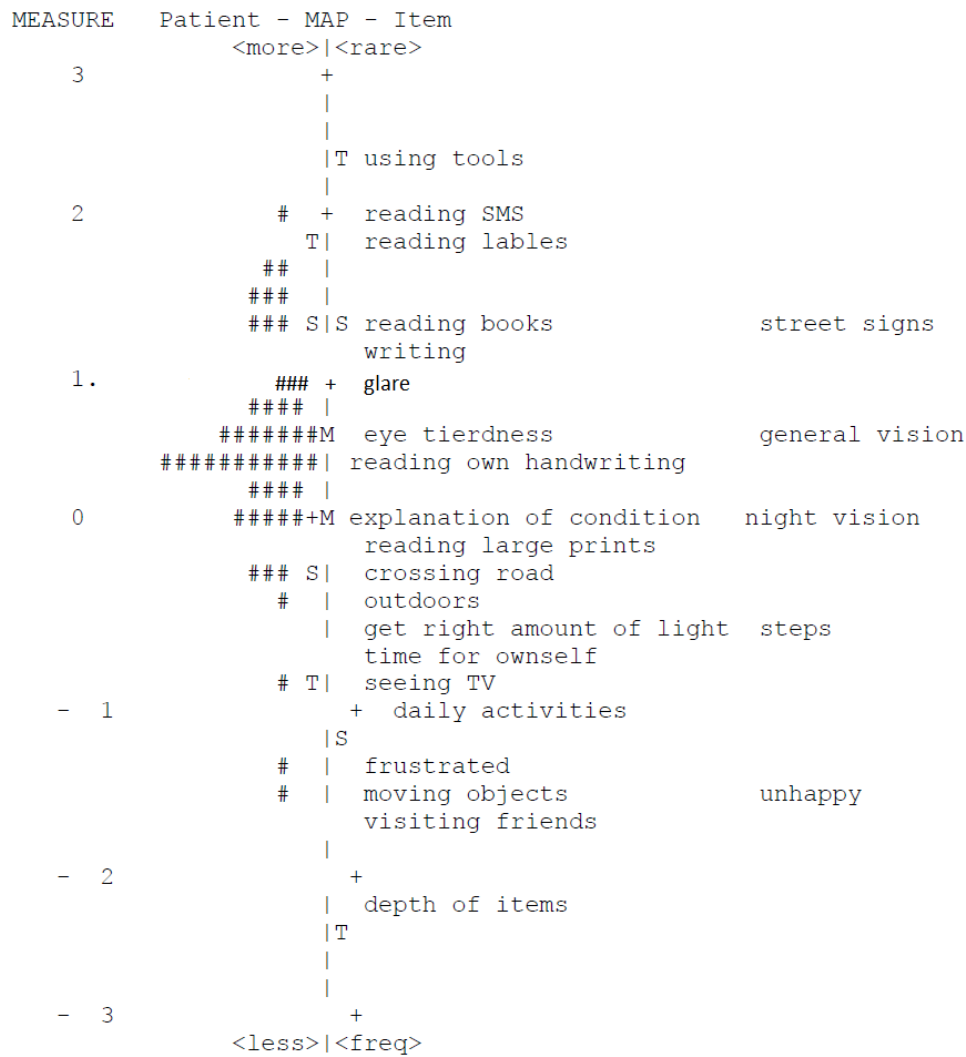 MEASURE Patient - MAP - Item
<more>|<rare>
3 +
|
|
|T using tools
|
2 # + reading SMS
T| reading lables
## |
### |
### S|S reading books street signs
writing
1. ### + glare
#### |
#######M eye tierdness general vision
###########| reading own handwriting
#### |
0 #####+M explanation of condition night vision
reading large prints
### S| crossing road
# | outdoors
| get right amount of light steps
time for ownself
# T| seeing TV
- 1 + daily activities
|S
# | frustrated
# | moving objects unhappy
visiting friends
|
- 2 +
| depth of items
|T
|
|
- 3 +
<less>|<freq>